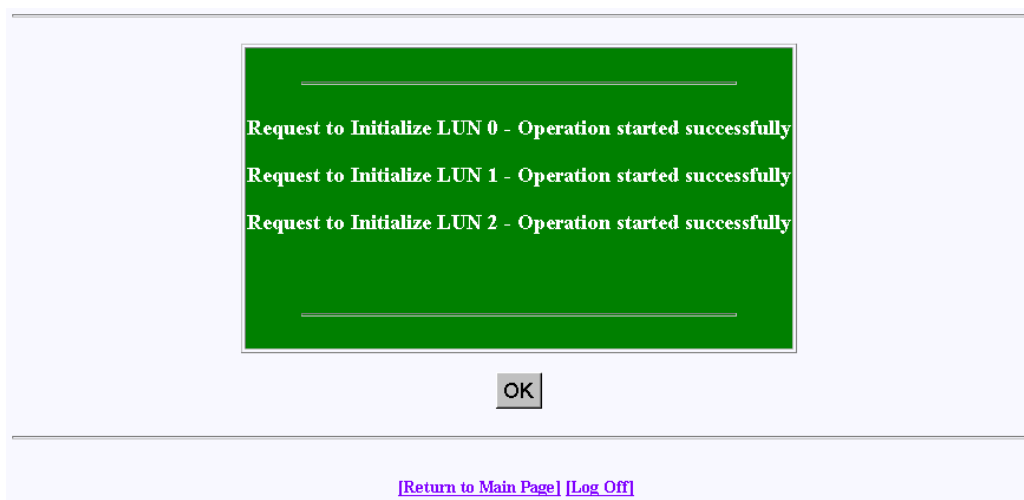 Request to Initialize LUN 0 - Operation started successfully
Request to Initialize LUN 1 - Operation started successfully
Request to Initialize LUN 2 - Operation started successfully
OK
[Return to Main Page] [Log Off]